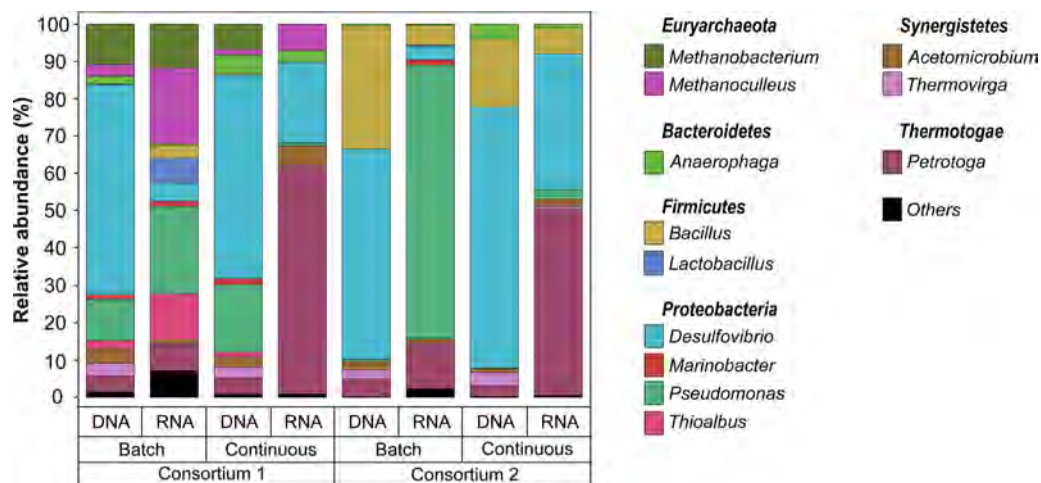 Relative abundance (%)
100
90
80
70
60
50
40
30
20
10
0
DNA RNA DNA RNA DNA RNA DNA RNA
Batch Continuous Batch Continuous
Consortium 1 Consortium 2
Euryarchaeota
Methanobacterium
Methanoculleus
Bacteroidetes
Anaerophaga
Firmicutes
Bacillus
Lactobacillus
Proteobacteria
Desulfovibrio
Marinobacter
Pseudomonas
Thioalbus
Synergistetes
Acetomicrobium
Thermovirga
Thermotogae
Petrotoga
Others